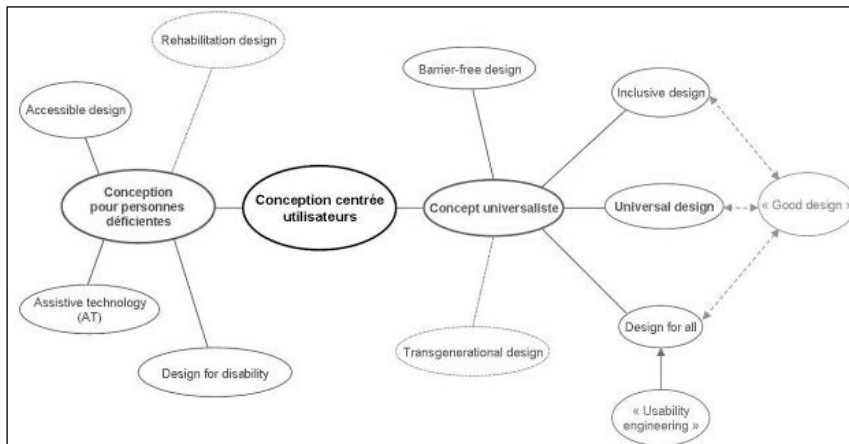 Rehabilitation design
Barrier-free design
Accessible design
Inclusive design
Conception
pour personnes
déficientes
Conception centrée
utilisateurs
Concept universaliste
Universal design
« Good design »
Assistive technology
(AT)
Design for disability
Transgenerational design
Design for all
« Usability
engineering »